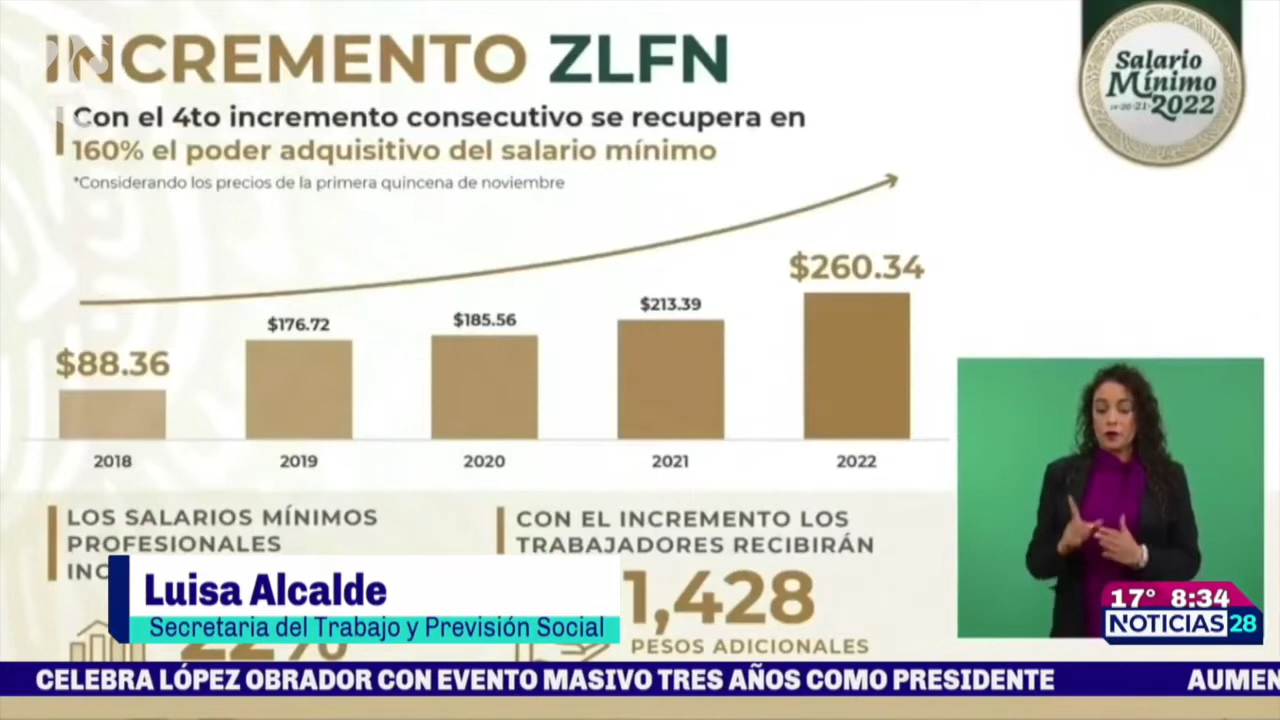 INCREMENTO ZLFN
Con el 4to incremento consecutivo se recupera en
160% el poder adquisitivo del salario mínimo
*Considerando los precios de la primera quincena de noviembre
Salario
Mínimo
2022
$88.36
$176.72
$185.56
$213.39
$260.34
2018
2019
2020
2021
2022
LOS SALARIOS MÍNIMOS
PROFESIONALES
INC
22%
CON EL INCREMENTO LOS
TRABAJADORES RECIBIRÁN
1,428
PESOS ADICIONALES
Luisa Alcalde
Secretaria del Trabajo y Previsión Social
17° 8:34
NOTICIAS 28
CELEBRA LÓPEZ OBRADOR CON EVENTO MASIVO TRES AÑOS COMO PRESIDENTE
AUMEN